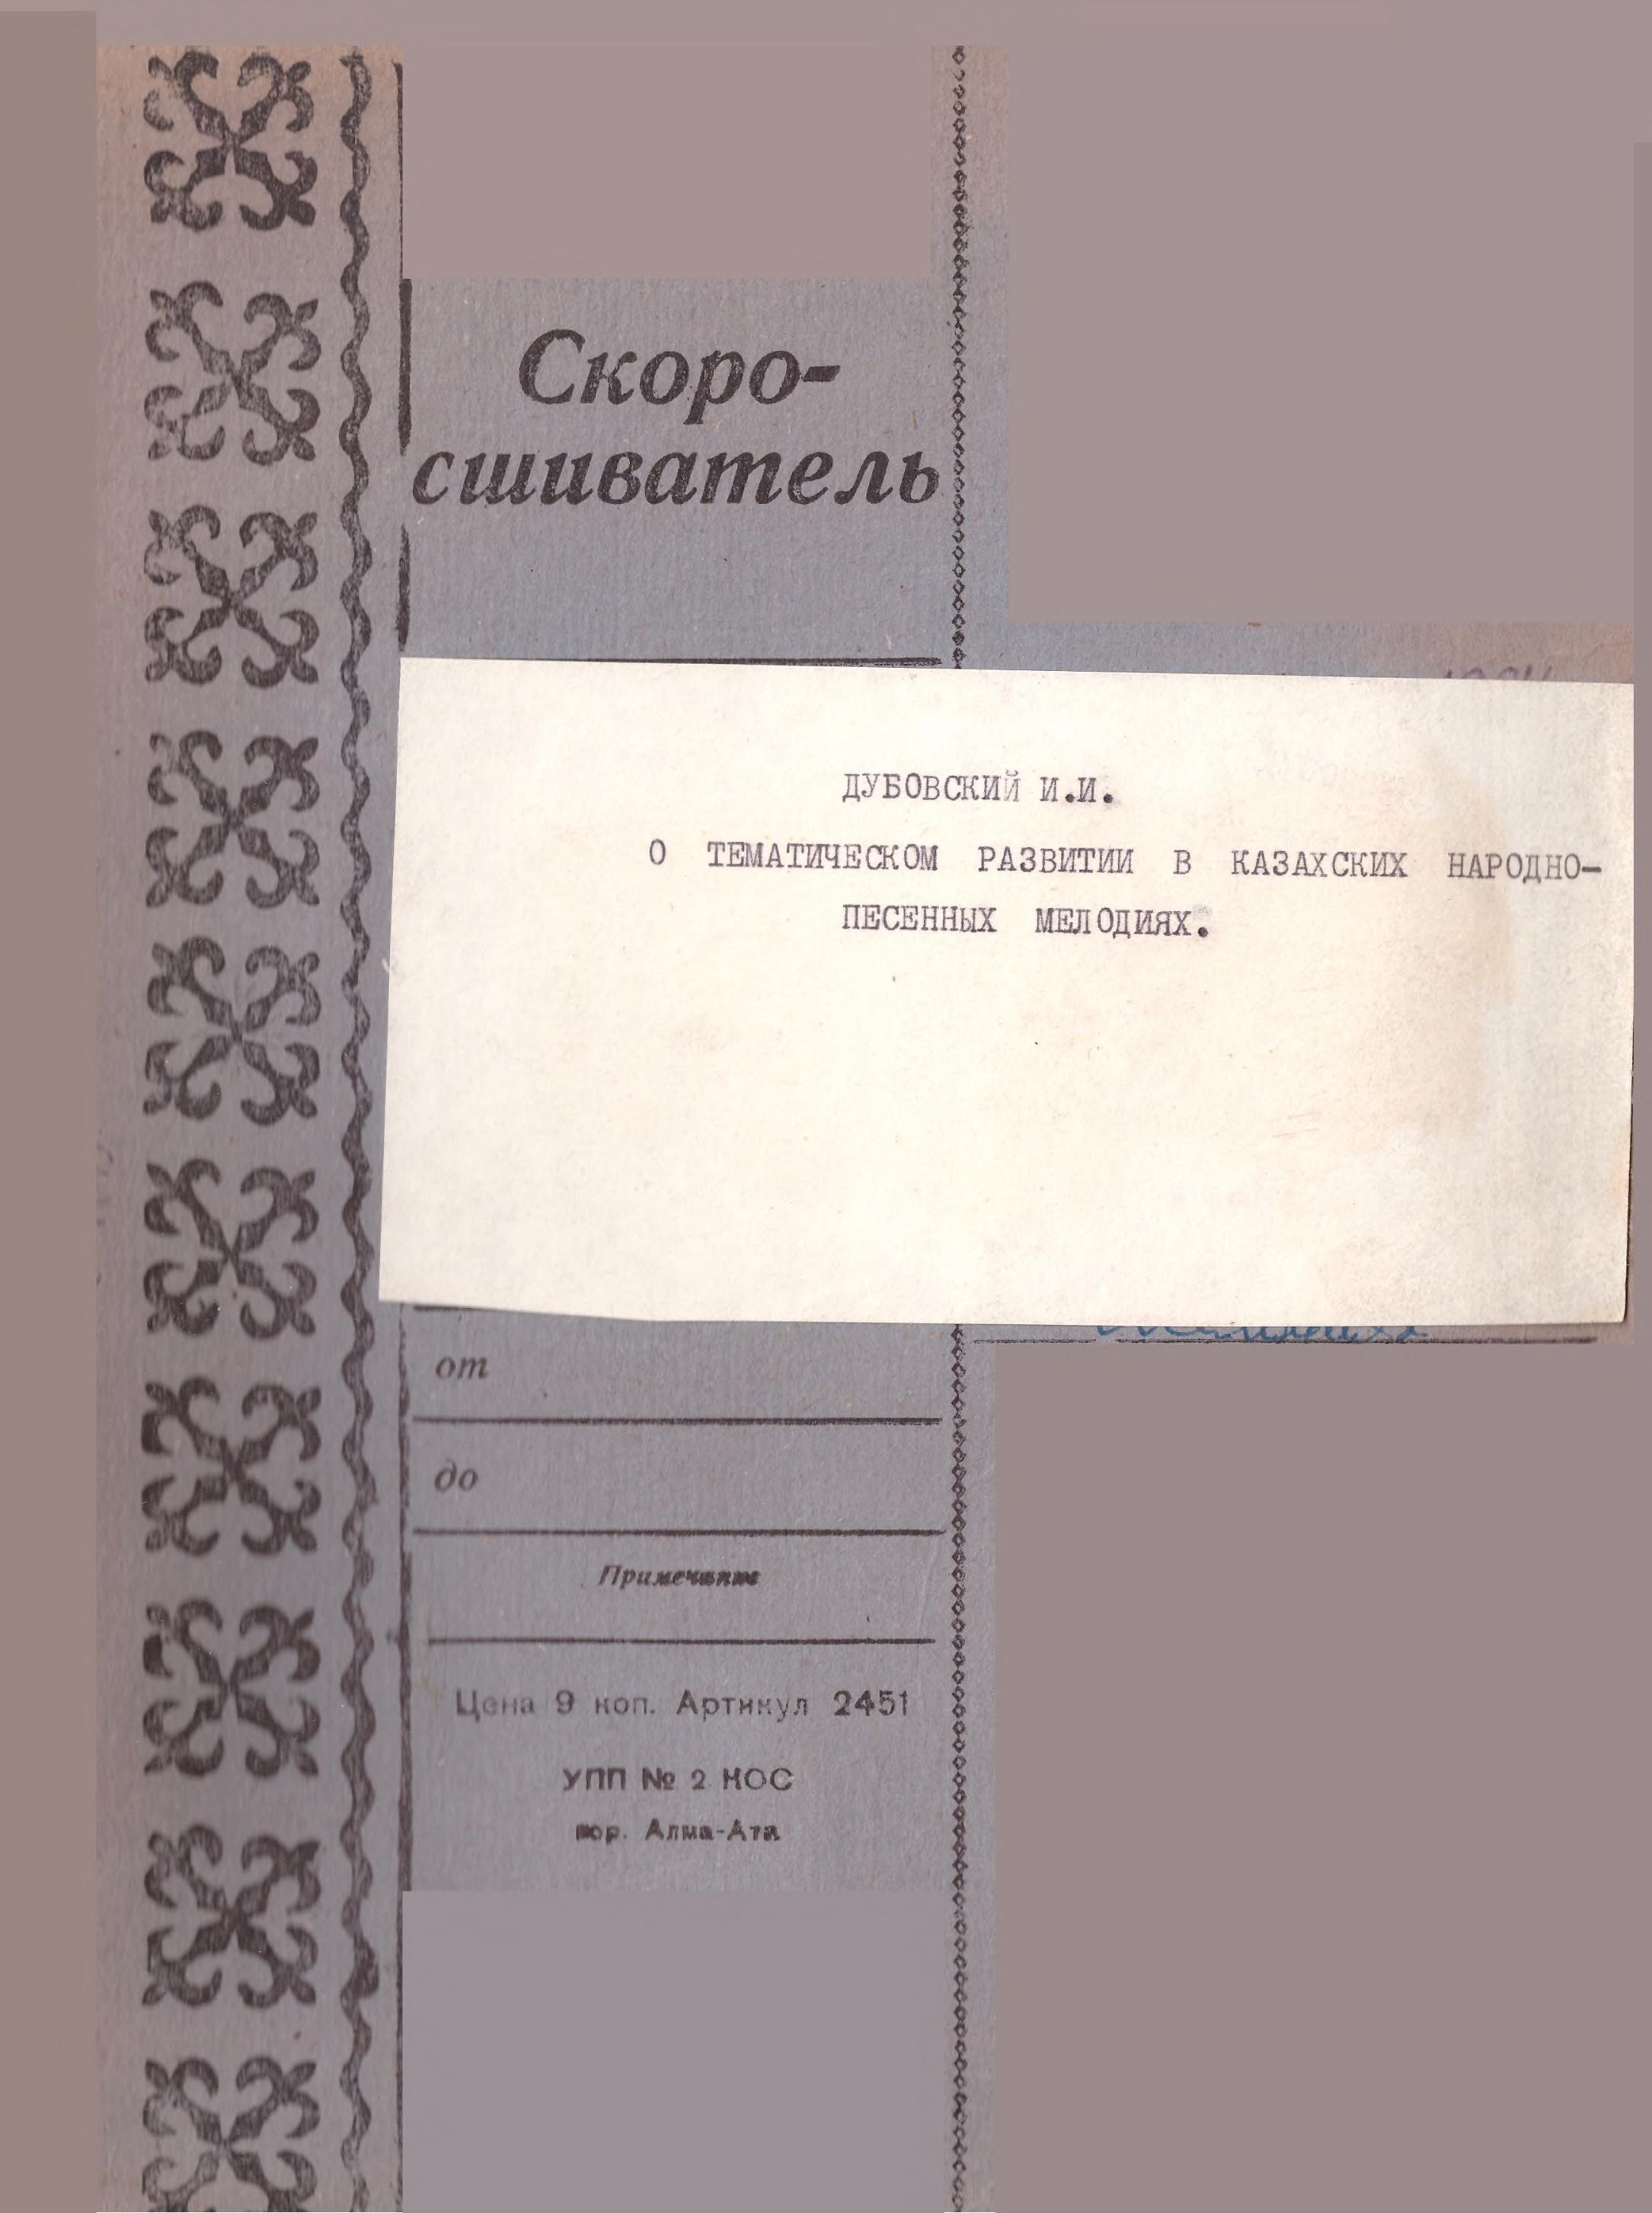 Скоро-
сшиватель
ДУБОВСКИЙ И.И.
О ТЕМАТИЧЕСКОМ РАЗВИТИИ В КАЗАХСКИХ НАРОДНО-
ПЕСЕННЫХ МЕЛОДИЯХ.
от
до
Примечание
Цена 9 коп. Артикул 2451
УПП № 2 КОС
гор. Алма-Ата